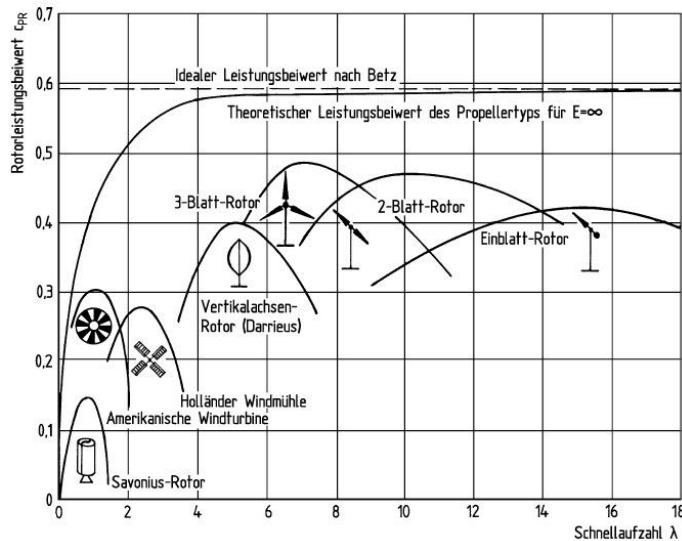 Rotorleistungsbeiwert cPR
0,7
0,6
0,5
0,4
0,3
0,2
0,1
0
Idealer Leistungsbeiwert nach Betz
Theoretischer Leistungsbeiwert des Propellertyps für E=∞
3-Blatt-Rotor
2-Blatt-Rotor
Einblatt-Rotor
Vertikalachsen-
Rotor (Darrieus)
Holländer Windmühle
Amerikanische Windturbine
Savonius-Rotor
0 2 4 6 8 10 12 14 16 18
Schnellaufzahl λ